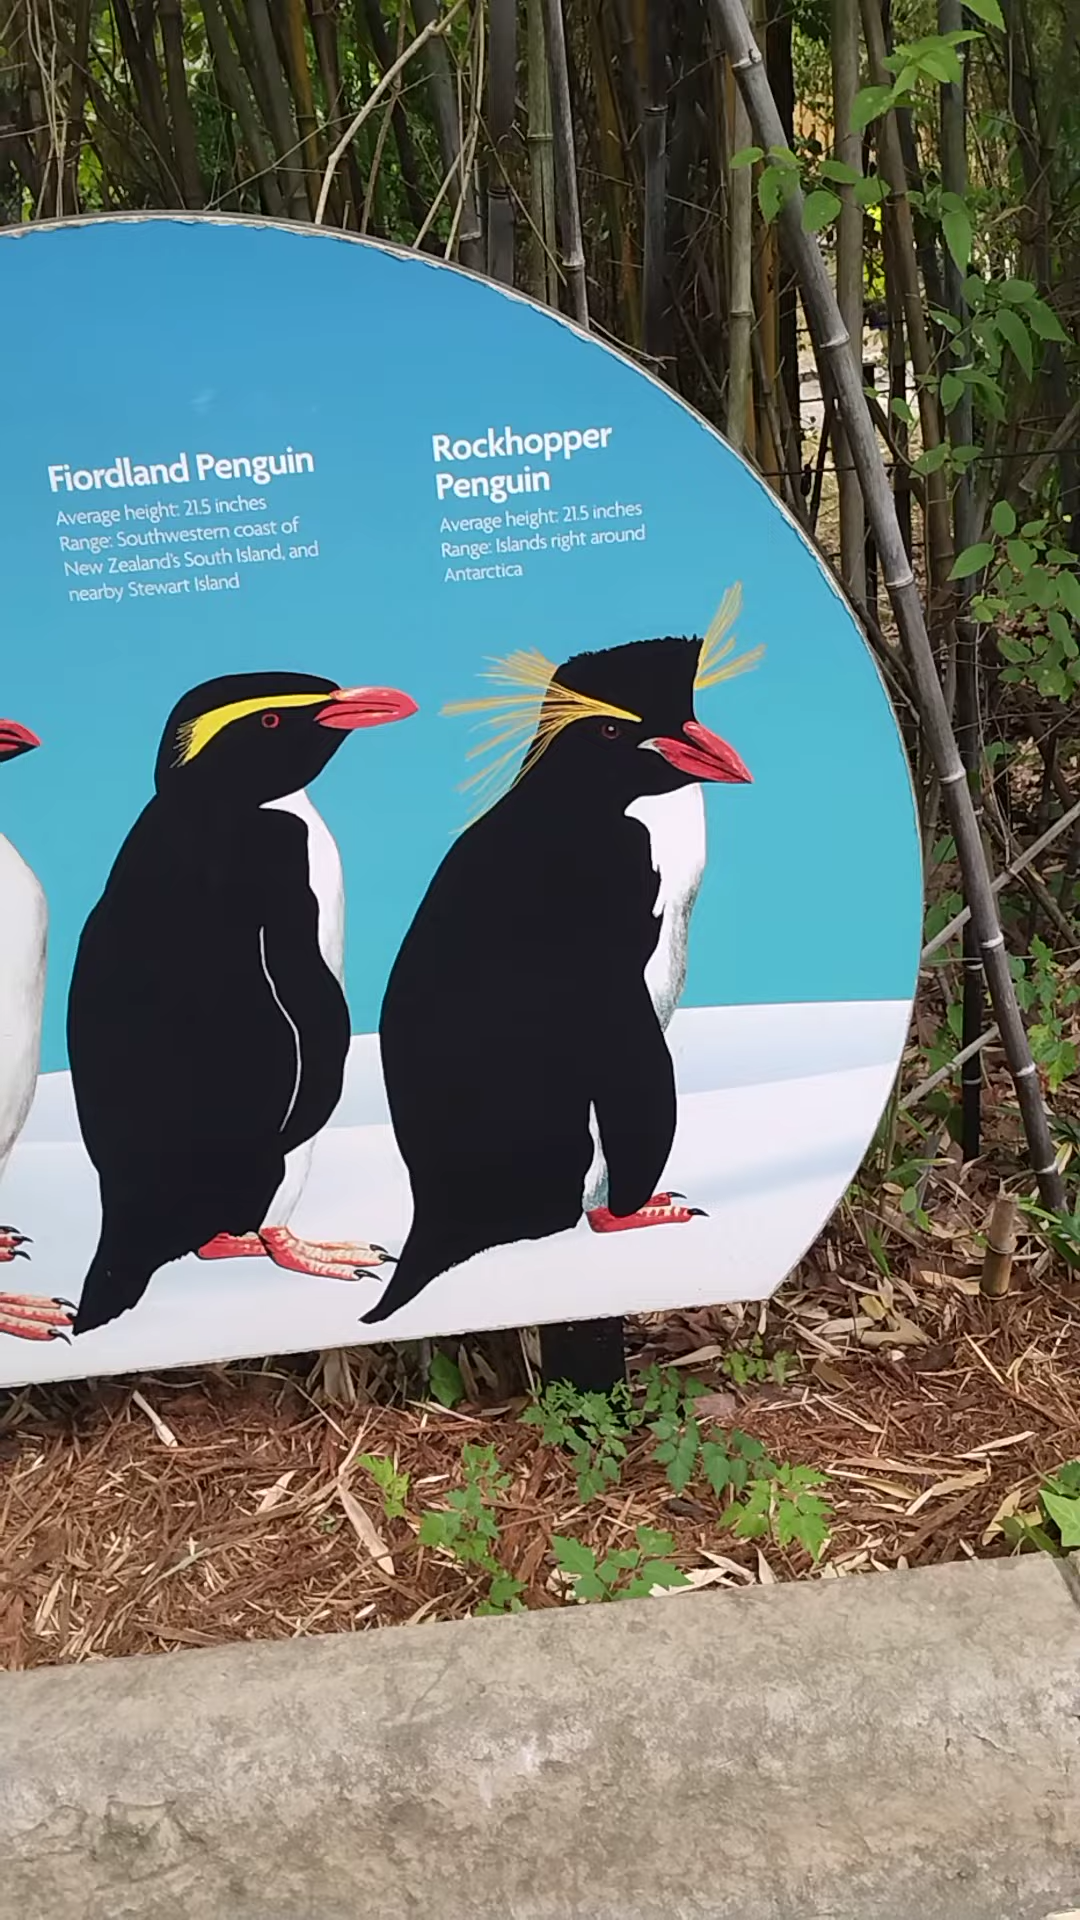 Fiordland Penguin
Average height: 21.5 inches
Range: Southwestern coast of
New Zealand's South Island, and
nearby Stewart Island
Rockhopper
Penguin
Average height: 21.5 inches
Range: Islands right around
Antarctica